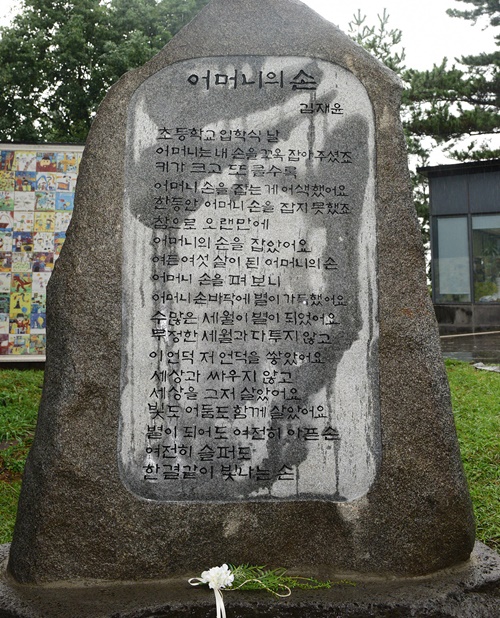 어머니의 손
김재윤
초등학교 입학식 날
어머니는 내 손을 꼬옥 잡아 주셨죠
키가 크고 또 클수록
어머니 손을 잡는 게 어색했어요
한동안 어머니 손을 잡지 못했죠
참으로 오랜만에
어머니의 손을 잡았어요
여든여섯 살이 된 어머니의 손
어머니 손을 펴 보니
어머니 손바닥에 별이 가득했어요
수많은 세월이 별이 되었어요
무정한 세월과 다투지 않고
이 언덕 저 언덕을 쌓았어요
세상과 싸우지 않고
세상을 그저 살았어요
빛도 어둠도 함께 살았어요
별이 되어도 여전히 아픈 손
여전히 슬퍼도
한결같이 빛나는 손